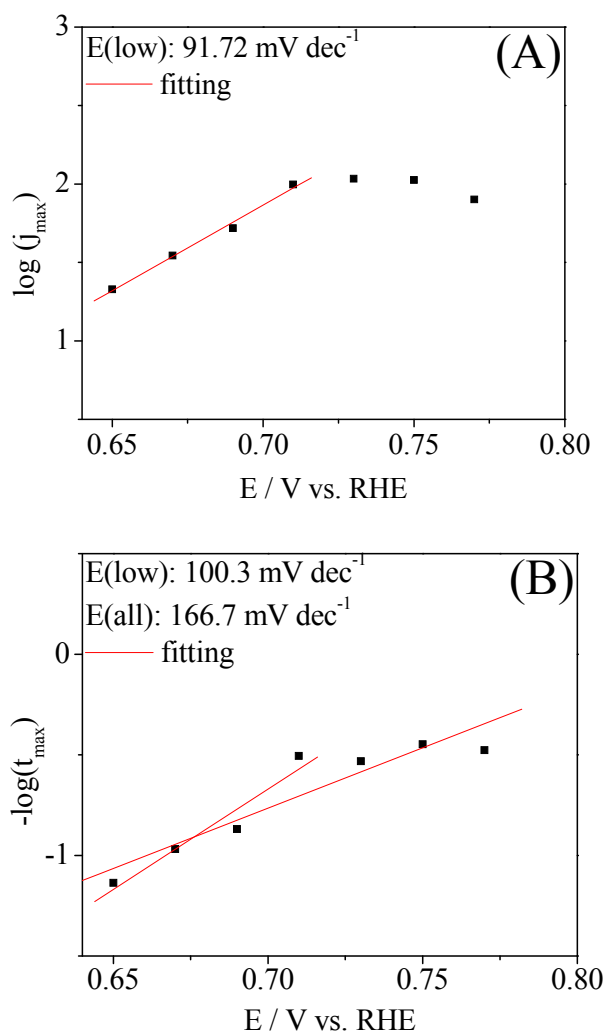 (A)
E(low): 91.72 mV dec⁻¹
fitting
log (j_max)
3
2
1
0.65 0.70 0.75 0.80
E / V vs. RHE
(B)
E(low): 100.3 mV dec⁻¹
E(all): 166.7 mV dec⁻¹
fitting
-log(t_max)
0
-1
0.65 0.70 0.75 0.80
E / V vs. RHE